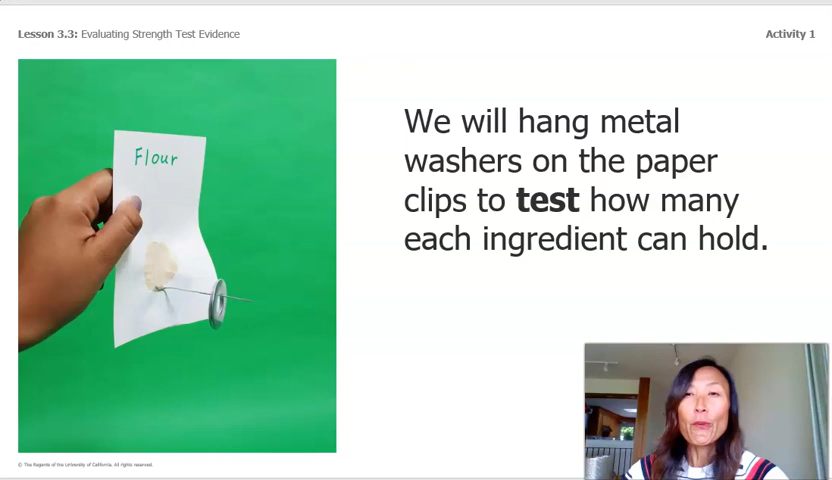 Lesson 3.3: Evaluating Strength Test Evidence
Activity 1
Flour
We will hang metal
washers on the paper
clips to test how many
each ingredient can hold.
© The Regents of the University of California. All rights reserved.